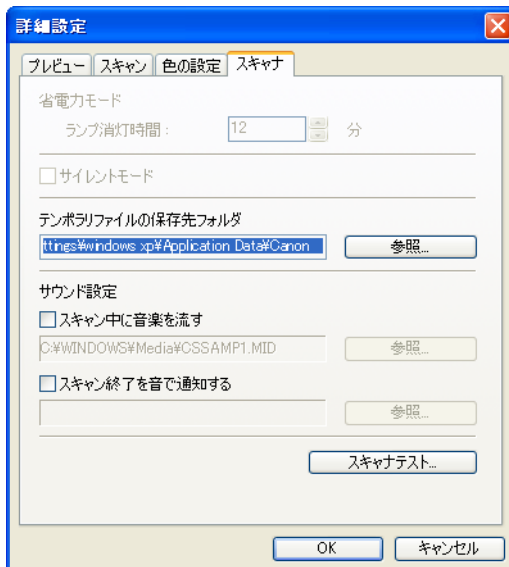 詳細設定
プレビュー スキャン 色の設定 スキャナ
省電力モード
ランプ消灯時間： 12 分
サイレントモード
テンポラリファイルの保存先フォルダ
ttings¥windows xp¥Application Data¥Canon 参照...
サウンド設定
スキャン中に音楽を流す
C:¥WINDOWS¥Media¥CSSAMP1.MID 参照...
スキャン終了を音で通知する
参照...
スキャナテスト...
OK キャンセル